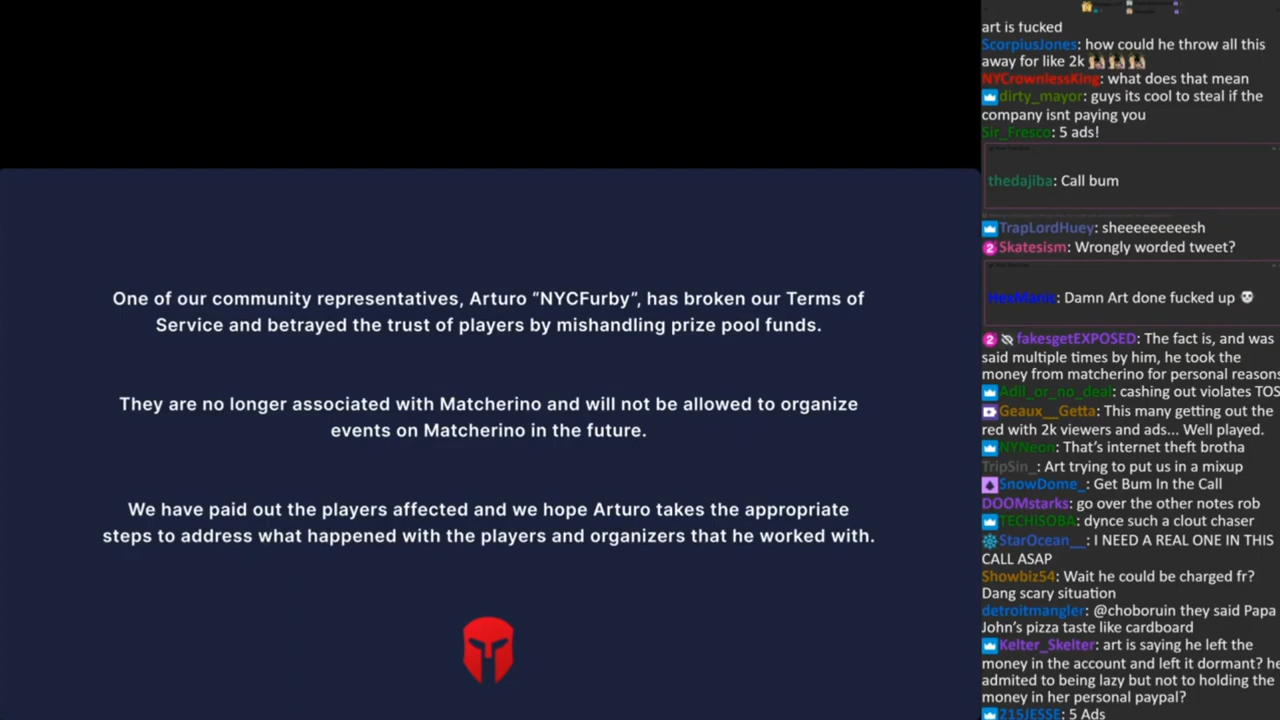 One of our community representatives, Arturo “NYCFurby”, has broken our Terms of
Service and betrayed the trust of players by mishandling prize pool funds.
They are no longer associated with Matcherino and will not be allowed to organize
events on Matcherino in the future.
We have paid out the players affected and we hope Arturo takes the appropriate
steps to address what happened with the players and organizers that he worked with.
art is fucked
ScorpiusJones: how could he throw all this
away for like 2k
NYCrownlessKing: what does that mean
dirty_mayor: guys its cool to steal if the
company isnt paying you
Sir_Fresco: 5 ads!
thedajiba: Call bum
TrapLordHuey: sheeeeeeeesh
2 Skatesism: Wrongly worded tweet?
HexManic: Damn Art done fucked up
2 fakesgetEXPOSED: The fact is, and was
said multiple times by him, he took the
money from matcherino for personal reasons
Adil_or_no_deal: cashing out violates TOS
Geaux__Getta: This many getting out the
red with 2k viewers and ads... Well played.
NYNeon: That’s internet theft brotha
TripSin_: Art trying to put us in a mixup
SnowDome_: Get Bum In the Call
DOOMstarks: go over the other notes rob
TECHISOBA: dynce such a clout chaser
StarOcean__: I NEED A REAL ONE IN THIS
CALL ASAP
Showbiz54: Wait he could be charged fr?
Dang scary situation
detroitmangler: @choboruin they said Papa
John’s pizza taste like cardboard
Kelter_Skelter: art is saying he left the
money in the account and left it dormant? he
admited to being lazy but not to holding the
money in her personal paypal?
215JESSE: 5 Ads